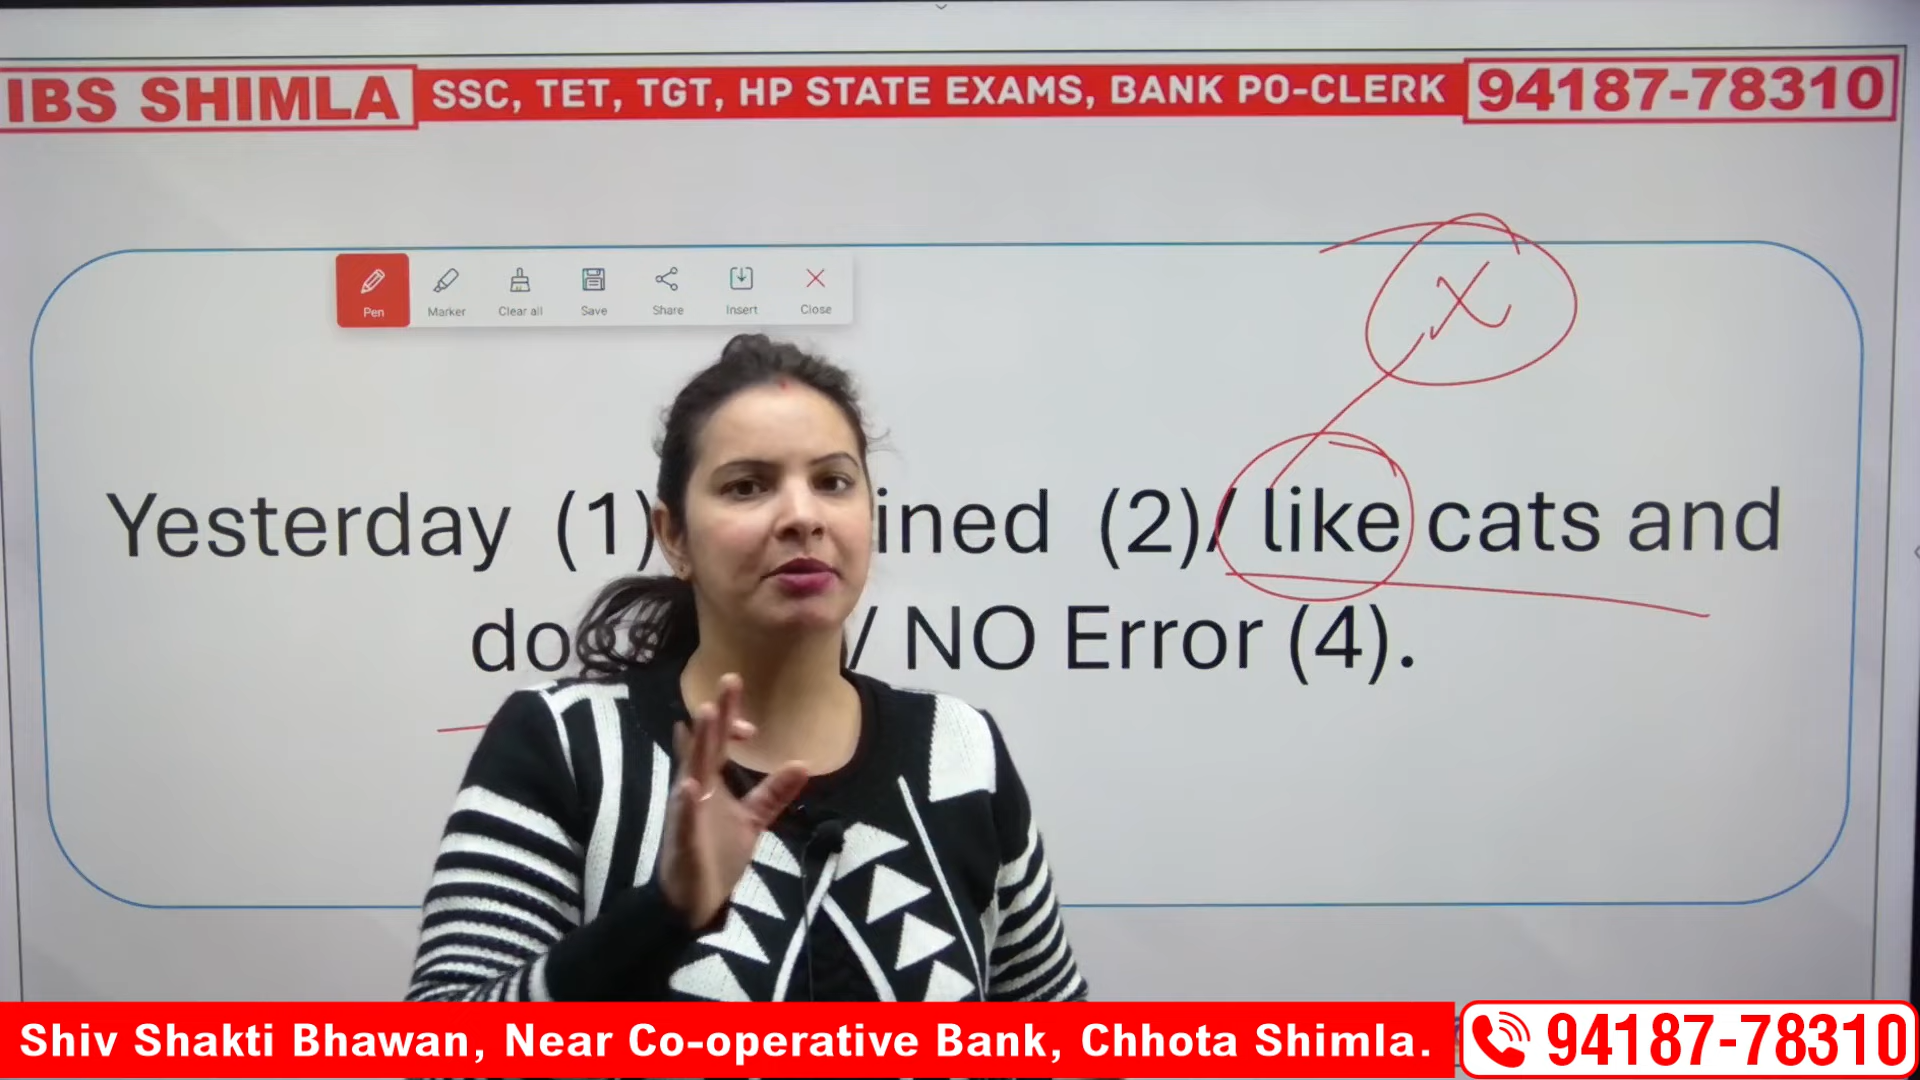 IBS SHIMLA SSC, TET, TGT, HP STATE EXAMS, BANK PO-CLERK 94187-78310
Pen Marker Clear all Save Share Insert Close
X
Yesterday (1) ined (2)/ like cats and
do / NO Error (4).
Shiv Shakti Bhawan, Near Co-operative Bank, Chhota Shimla. 94187-78310